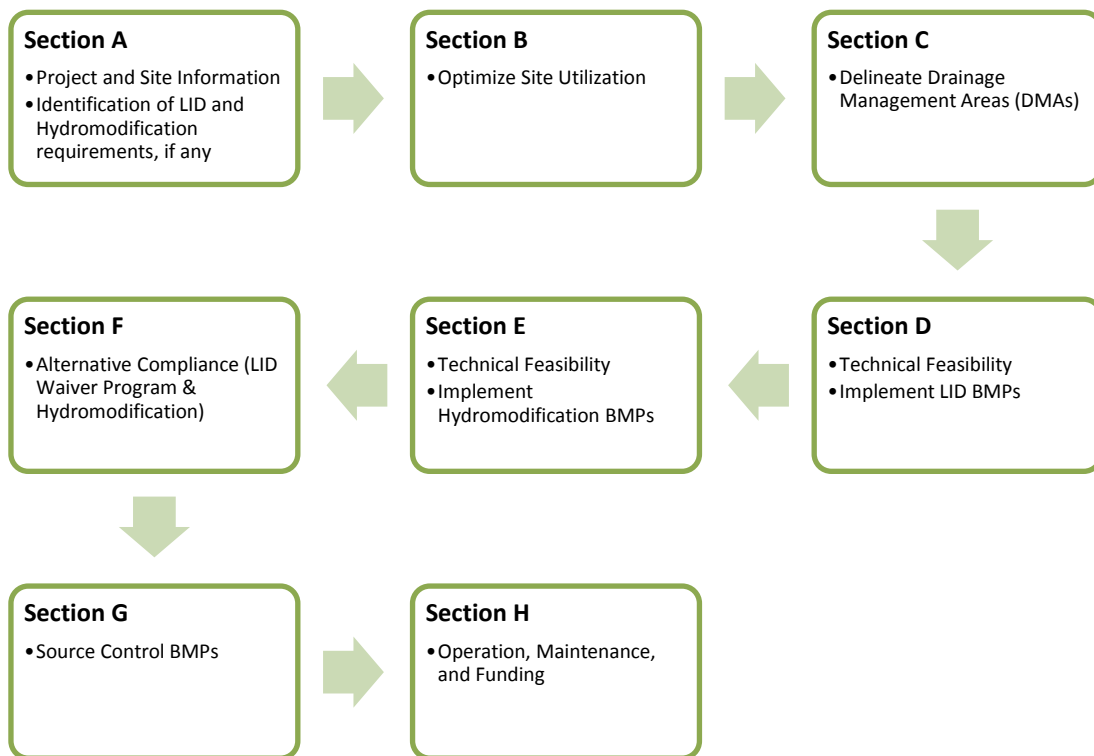 Section A
•Project and Site Information
•Identification of LID and
Hydromodification
requirements, if any
Section B
•Optimize Site Utilization
Section C
•Delineate Drainage
Management Areas (DMAs)
Section D
•Technical Feasibility
•Implement LID BMPs
Section E
•Technical Feasibility
•Implement
Hydromodification BMPs
Section F
•Alternative Compliance (LID
Waiver Program &
Hydromodification)
Section G
•Source Control BMPs
Section H
•Operation, Maintenance,
and Funding